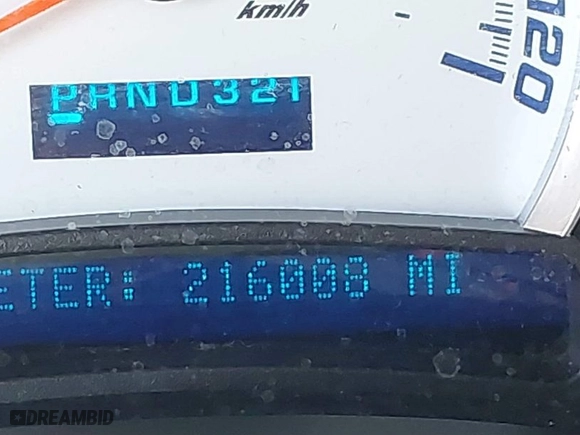 km/h
120
PRND321
ETER: 216008 MI
DREAMBID